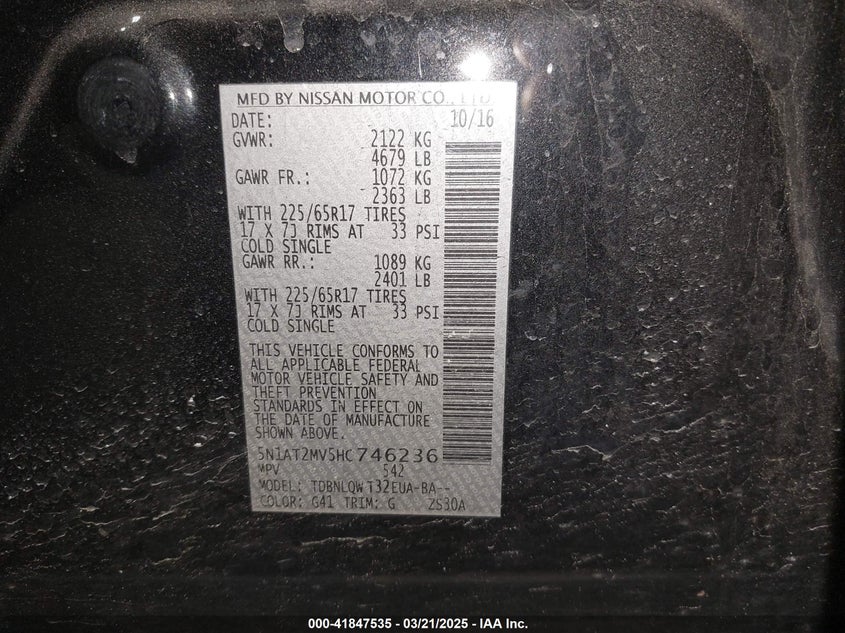 MFD BY NISSAN MOTOR CO., LTD
DATE: 10/16
GVWR: 2122 KG
4679 LB
GAWR FR.: 1072 KG
2363 LB
WITH 225/65R17 TIRES
17 X 7J RIMS AT 33 PSI
COLD SINGLE
GAWR RR.: 1089 KG
2401 LB
WITH 225/65R17 TIRES
17 X 7J RIMS AT 33 PSI
COLD SINGLE
THIS VEHICLE CONFORMS TO
ALL APPLICABLE FEDERAL
MOTOR VEHICLE SAFETY AND
THEFT PREVENTION
STANDARDS IN EFFECT ON
THE DATE OF MANUFACTURE
SHOWN ABOVE.
5N1AT2MV5HC746236
MPV 542
MODEL: TDBNLQWT32EUA-BA--
COLOR: G41 TRIM: G ZS30A
000-41847535 - 03/21/2025 - IAA Inc.